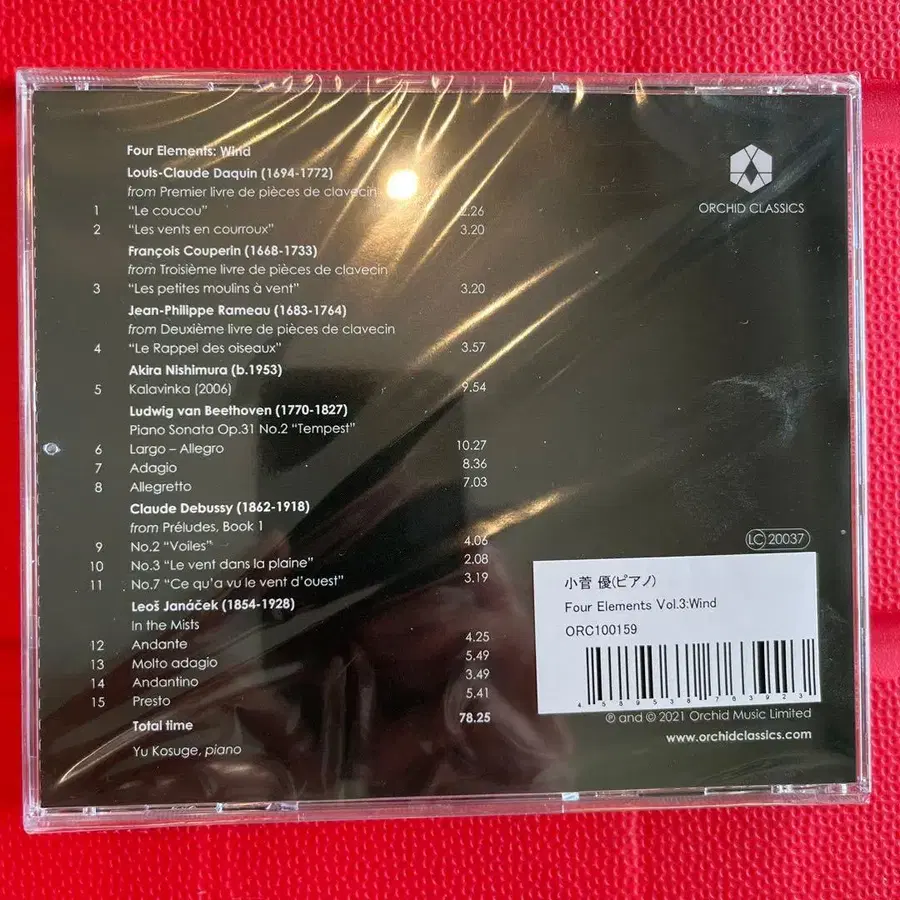 Four Elements: Wind
Louis-Claude Daquin (1694-1772)
from Premier livre de pièces de clavecin
1 "Le coucou" 2.26
2 "Les vents en courroux" 3.20
François Couperin (1668-1733)
from Troisième livre de pièces de clavecin
3 "Les petites moulins à vent" 3.20
Jean-Philippe Rameau (1683-1764)
from Deuxième livre de pièces de clavecin
4 "Le Rappel des oiseaux" 3.57
Akira Nishimura (b.1953)
5 Kalavinka (2006) 9.54
Ludwig van Beethoven (1770-1827)
Piano Sonata Op.31 No.2 "Tempest"
6 Largo – Allegro 10.27
7 Adagio 8.36
8 Allegretto 7.03
Claude Debussy (1862-1918)
from Préludes, Book 1
9 No.2 "Voiles" 4.06
10 No.3 "Le vent dans la plaine" 2.08
11 No.7 "Ce qu'a vu le vent d'ouest" 3.19
Leoš Janáček (1854-1928)
In the Mists
12 Andante 4.25
13 Molto adagio 5.49
14 Andantino 3.49
15 Presto 5.41
Total time 78.25
Yu Kosuge, piano
ORCHID CLASSICS
LC 20037
小菅 優(ピアノ)
Four Elements Vol.3:Wind
ORC100159
4 589538 763923
℗ and © 2021 Orchid Music Limited
www.orchidclassics.com